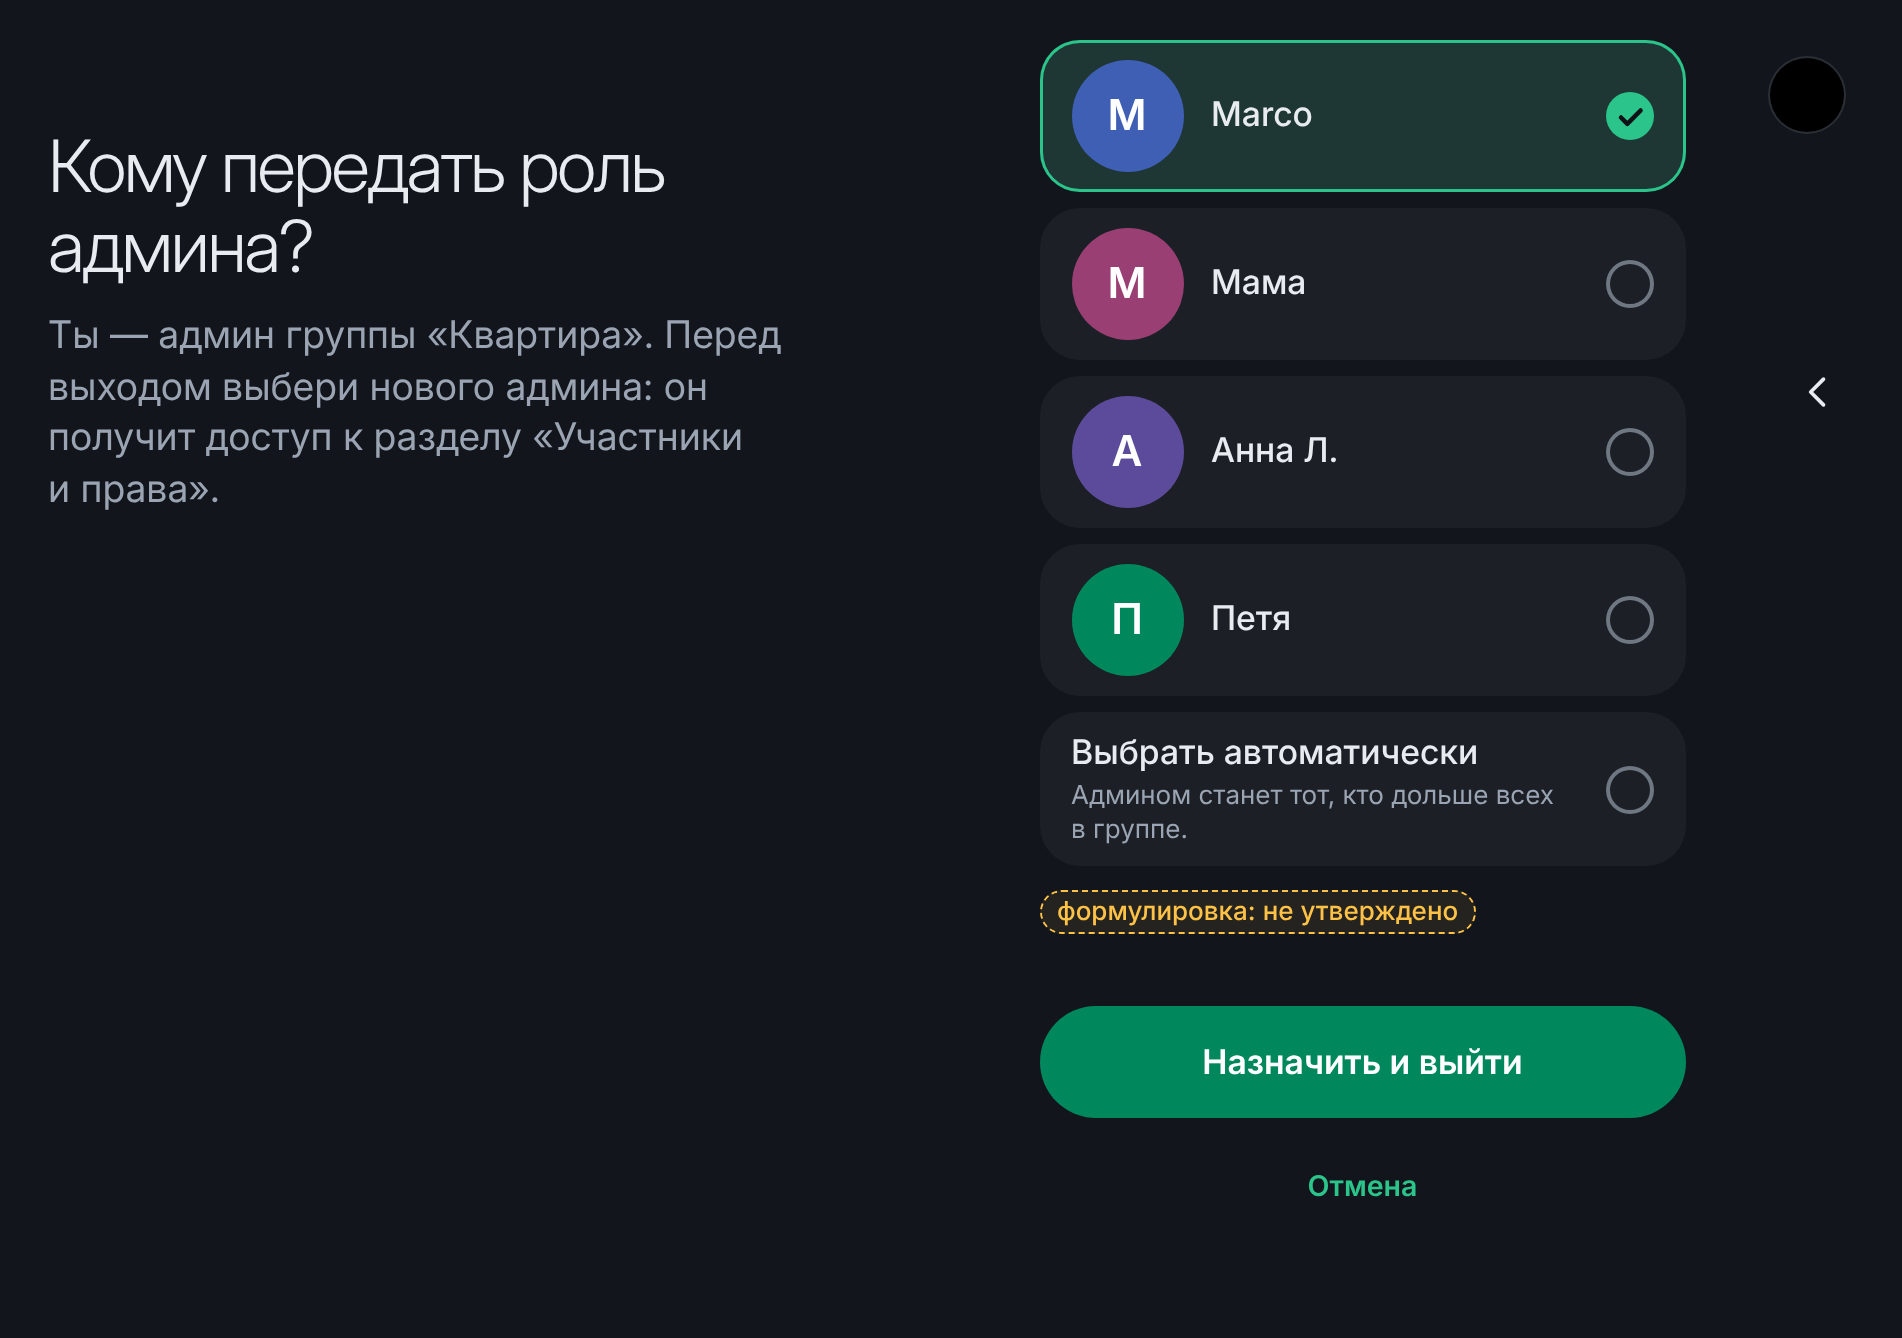 Кому передать роль
админа?
Ты — админ группы «Квартира». Перед
выходом выбери нового админа: он
получит доступ к разделу «Участники
и права».
M
Marco
М
Мама
А
Анна Л.
П
Петя
Выбрать автоматически
Админом станет тот, кто дольше всех
в группе.
формулировка: не утверждено
Назначить и выйти
Отмена